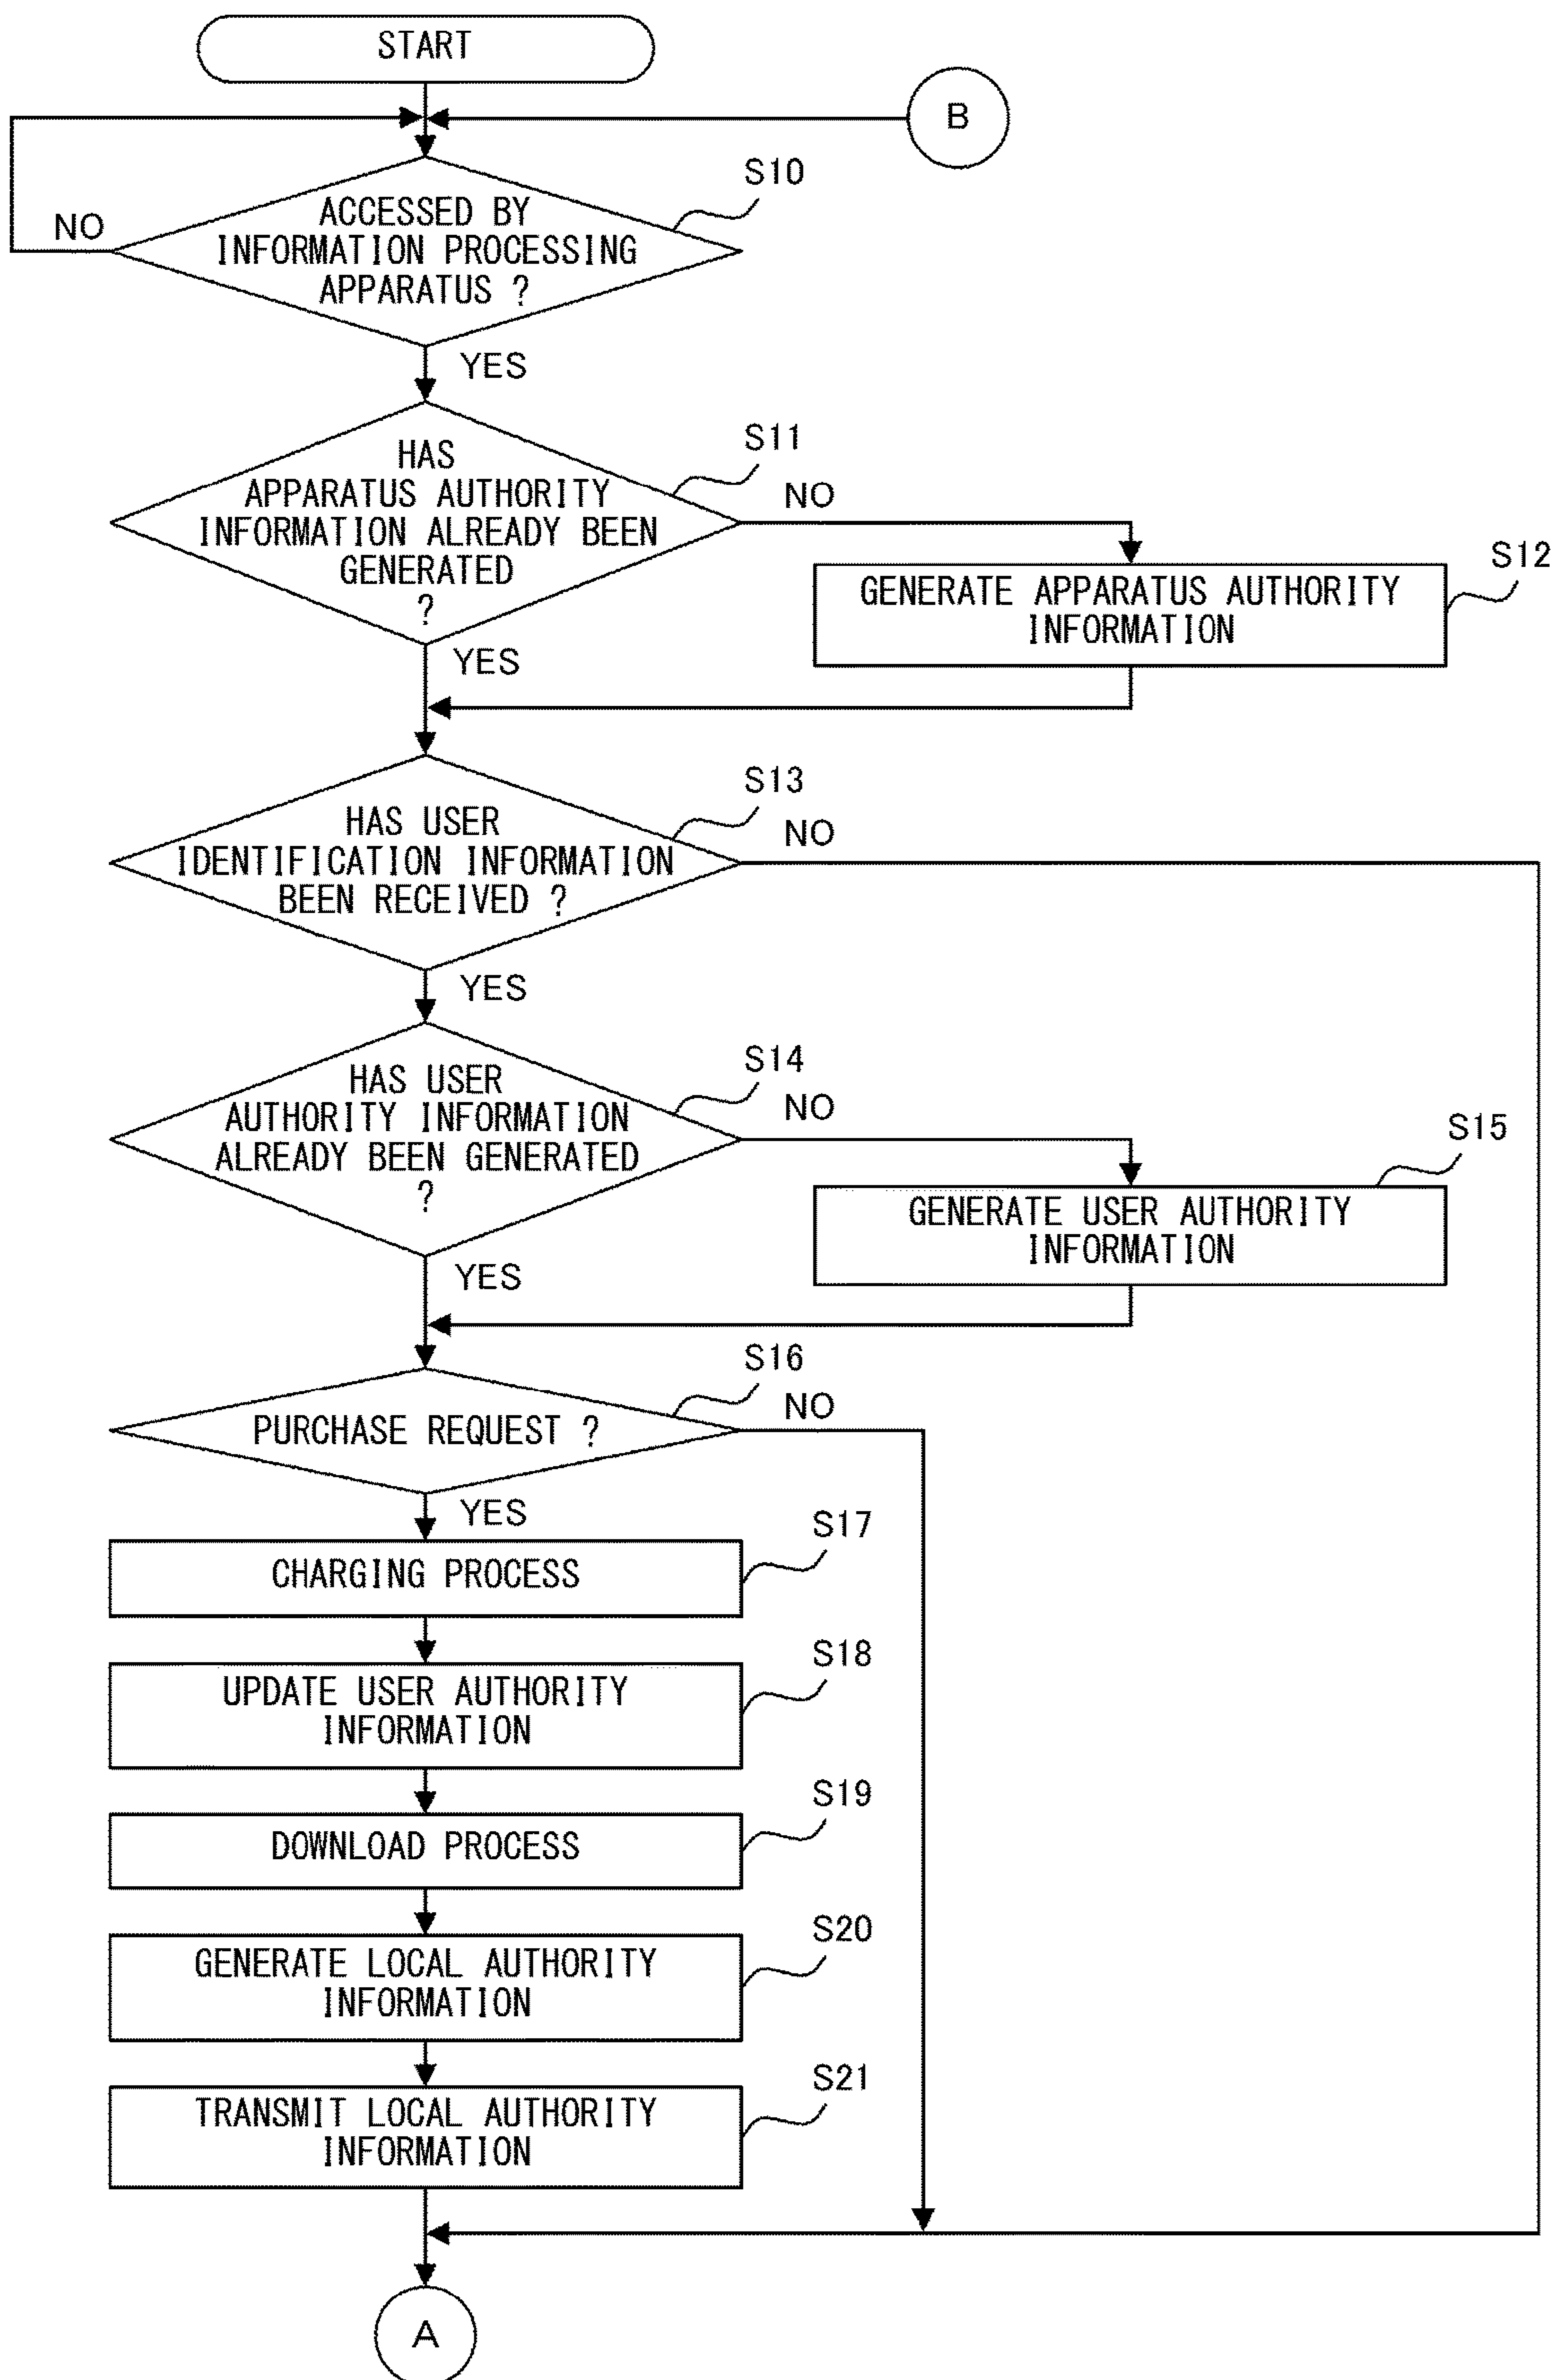 START
B
S10
ACCESSED BY
INFORMATION PROCESSING
APPARATUS ?
NO
YES
S11
HAS
APPARATUS AUTHORITY
INFORMATION ALREADY BEEN
GENERATED
?
NO
S12
GENERATE APPARATUS AUTHORITY
INFORMATION
YES
S13
HAS USER
IDENTIFICATION INFORMATION
BEEN RECEIVED ?
NO
YES
S14
HAS USER
AUTHORITY INFORMATION
ALREADY BEEN GENERATED
?
NO
S15
GENERATE USER AUTHORITY
INFORMATION
YES
S16
PURCHASE REQUEST ?
NO
YES
S17
CHARGING PROCESS
S18
UPDATE USER AUTHORITY
INFORMATION
S19
DOWNLOAD PROCESS
S20
GENERATE LOCAL AUTHORITY
INFORMATION
S21
TRANSMIT LOCAL AUTHORITY
INFORMATION
A